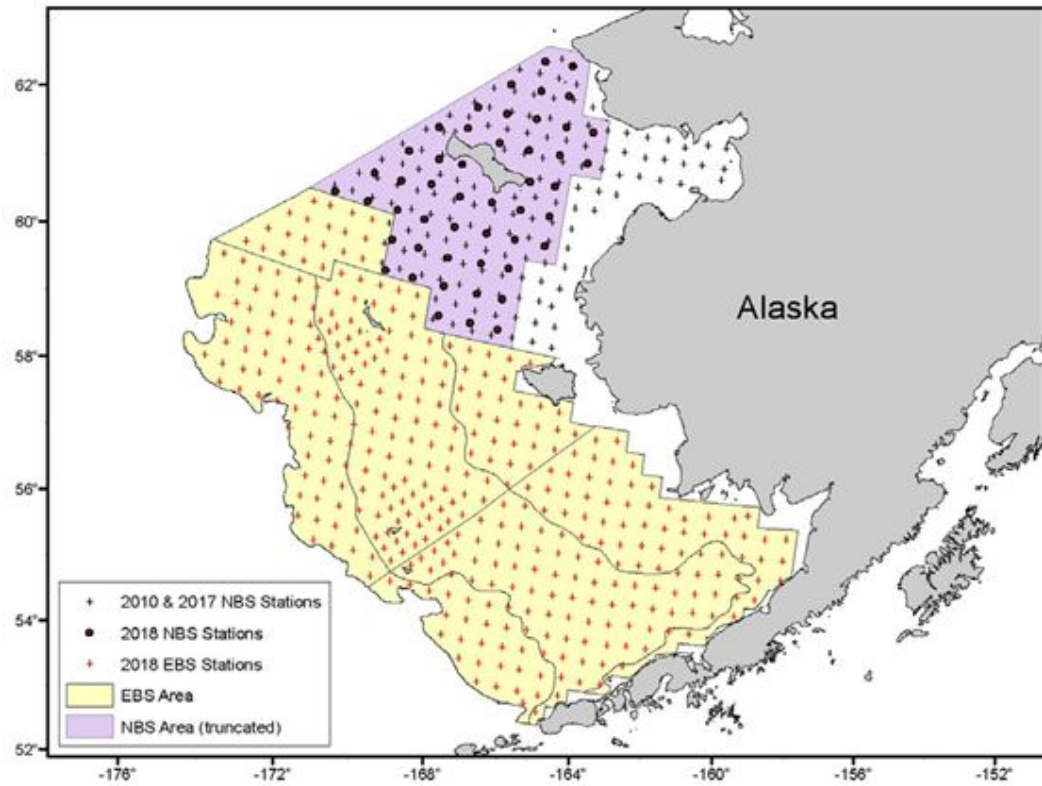 62°
60°
58°
Alaska
56°
54°
52°
2010 & 2017 NBS Stations
2018 NBS Stations
2018 EBS Stations
EBS Area
NBS Area (truncated)
-176° -172° -168° -164° -160° -156° -152°